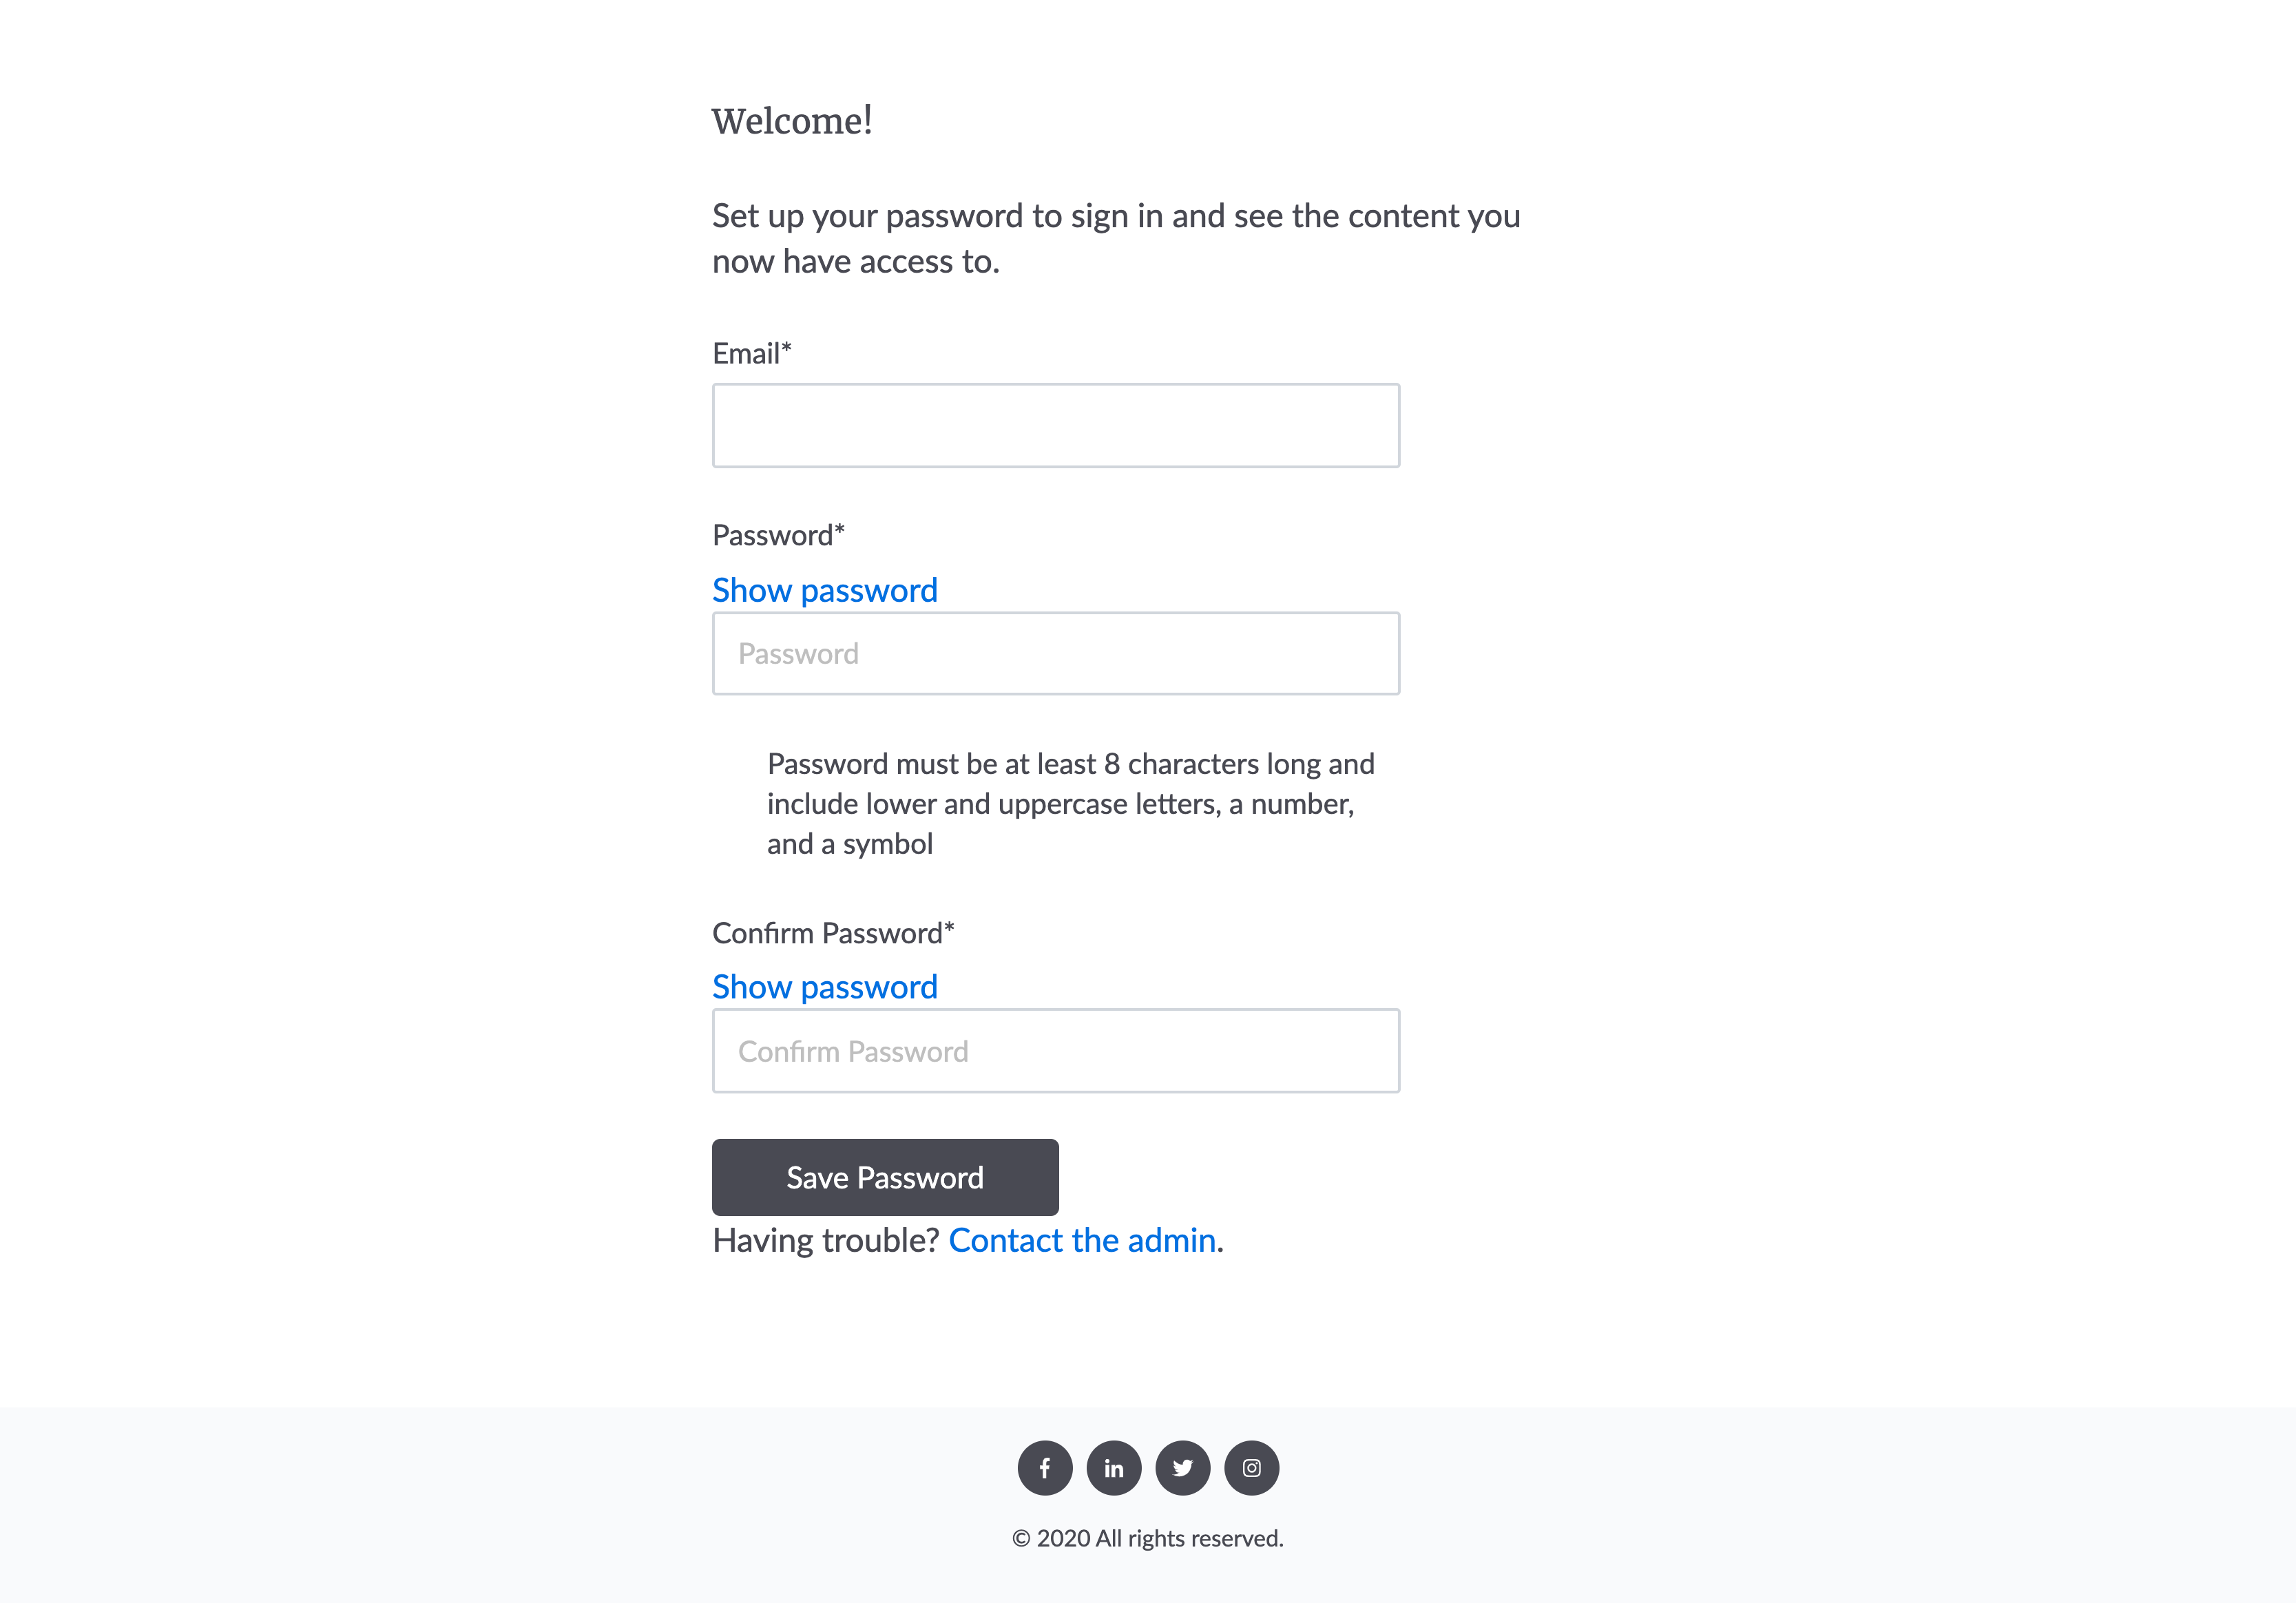 Welcome!
Set up your password to sign in and see the content you
now have access to.
Email*
Password*
Show password
Password
Password must be at least 8 characters long and
include lower and uppercase letters, a number,
and a symbol
Confirm Password*
Show password
Confirm Password
Save Password
Having trouble? Contact the admin.
© 2020 All rights reserved.